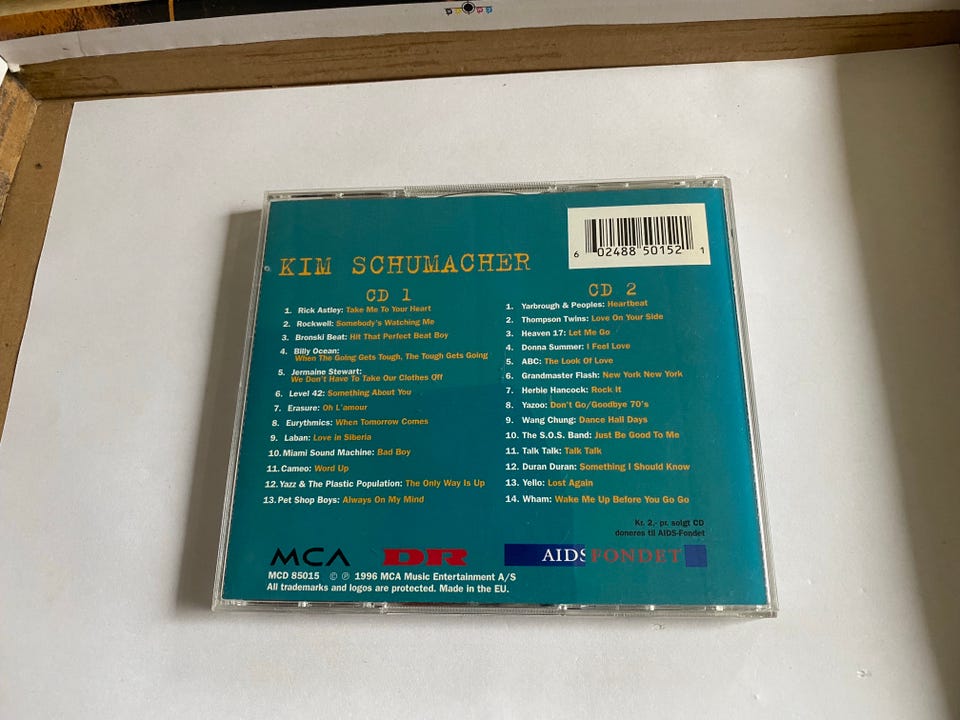 6 02488 50152 1
KIM SCHUMACHER
CD 1
1. Rick Astley: Take Me To Your Heart
2. Rockwell: Somebody's Watching Me
3. Bronski Beat: Hit That Perfect Beat Boy
4. Billy Ocean:
When The Going Gets Tough, The Tough Gets Going
5. Jermaine Stewart:
We Don't Have To Take Our Clothes Off
6. Level 42: Something About You
7. Erasure: Oh L'amour
8. Eurythmics: When Tomorrow Comes
9. Laban: Love in Siberia
10. Miami Sound Machine: Bad Boy
11. Cameo: Word Up
12. Yazz & The Plastic Population: The Only Way Is Up
13. Pet Shop Boys: Always On My Mind
CD 2
1. Yarbrough & Peoples: Heartbeat
2. Thompson Twins: Love On Your Side
3. Heaven 17: Let Me Go
4. Donna Summer: I Feel Love
5. ABC: The Look Of Love
6. Grandmaster Flash: New York New York
7. Herbie Hancock: Rock It
8. Yazoo: Don't Go/Goodbye 70's
9. Wang Chung: Dance Hall Days
10. The S.O.S. Band: Just Be Good To Me
11. Talk Talk: Talk Talk
12. Duran Duran: Something I Should Know
13. Yello: Lost Again
14. Wham: Wake Me Up Before You Go Go
Kr. 2,- pr. solgt CD
doneres til AIDS-Fondet
MCA DR AIDSFONDET
MCD 85015 © ℗ 1996 MCA Music Entertainment A/S
All trademarks and logos are protected. Made in the EU.